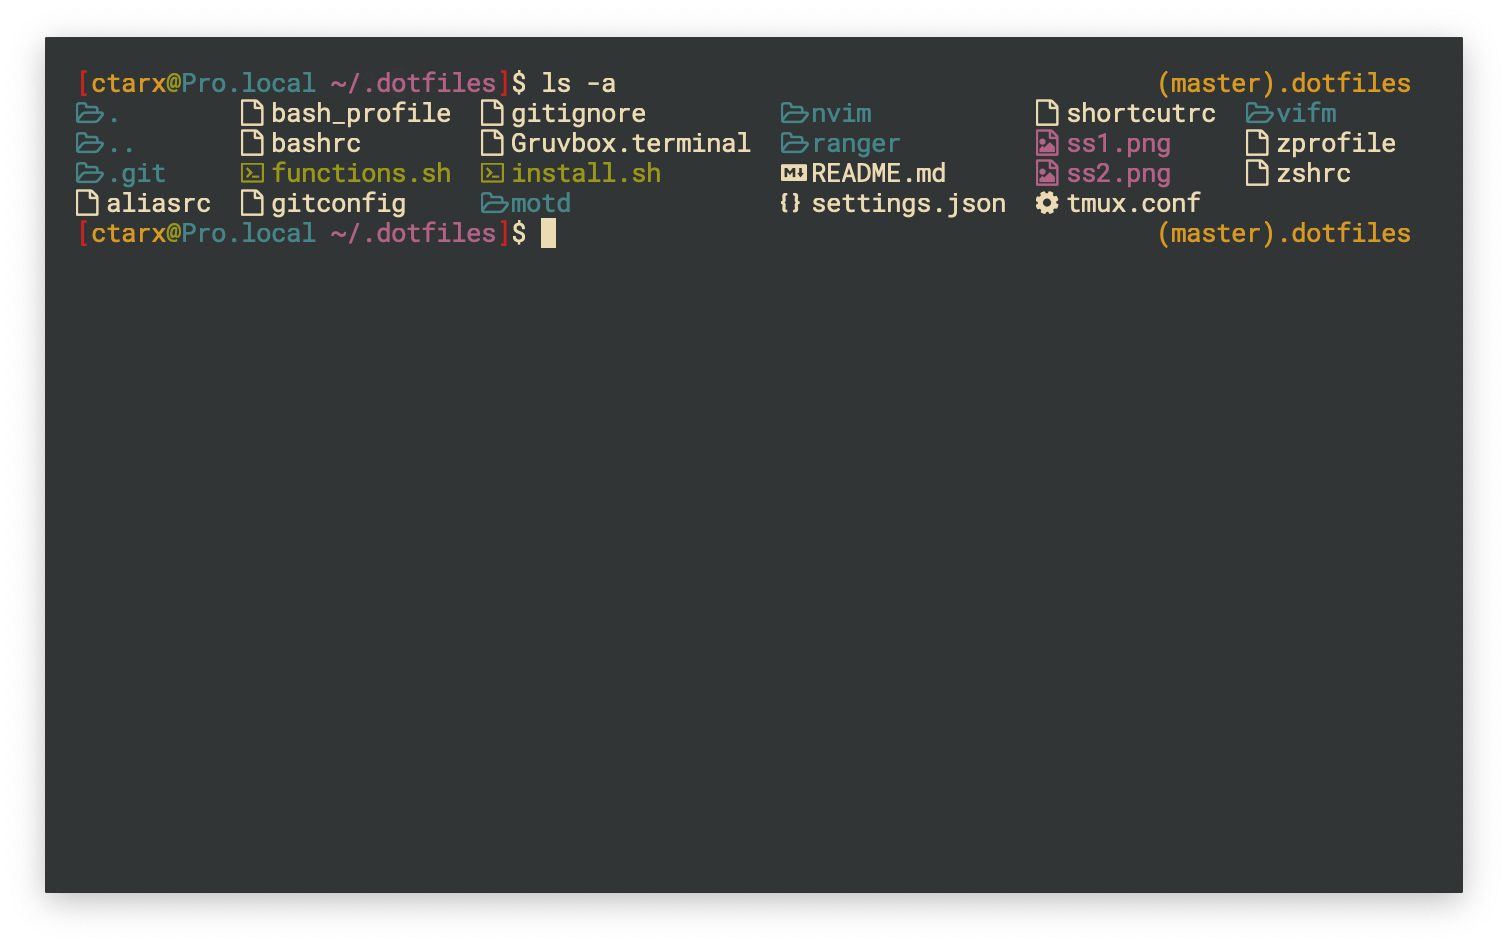 [ctarx@Pro.local ~/.dotfiles]$ ls -a (master).dotfiles
. bash_profile gitignore nvim shortcutrc vifm
.. bashrc Gruvbox.terminal ranger ss1.png zprofile
.git functions.sh install.sh README.md ss2.png zshrc
aliasrc gitconfig motd {} settings.json tmux.conf
[ctarx@Pro.local ~/.dotfiles]$ (master).dotfiles